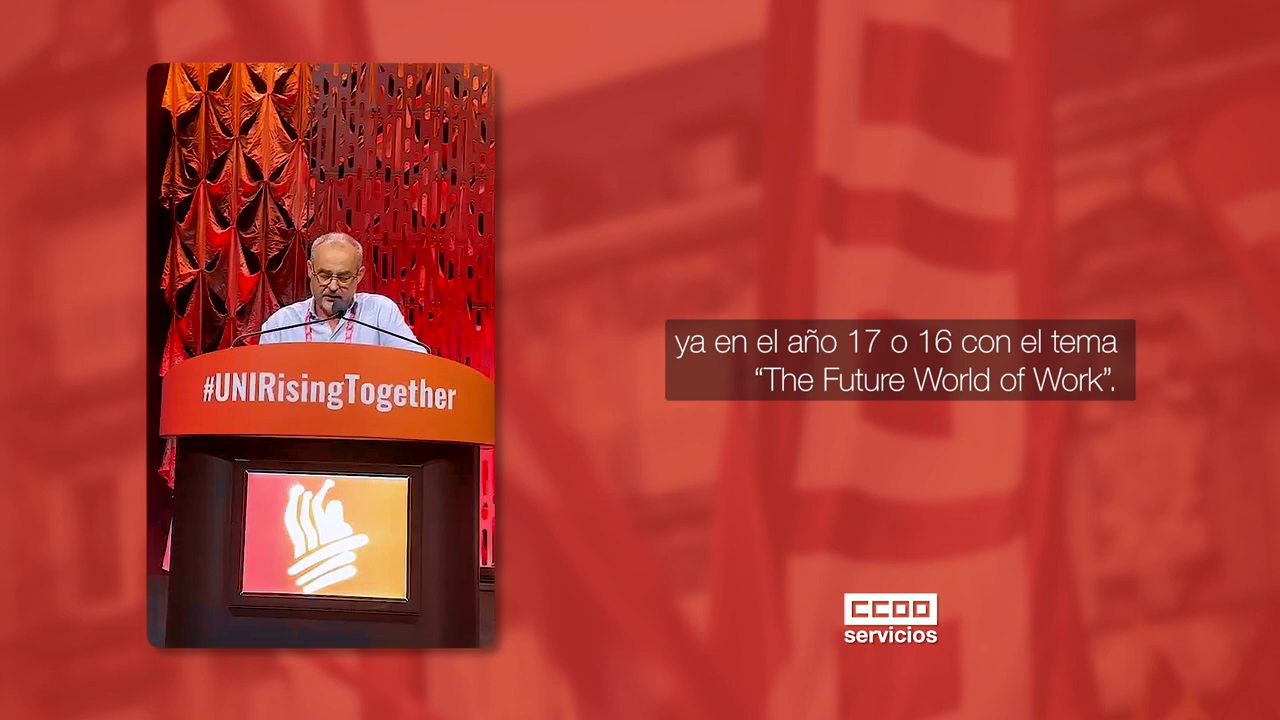 #UNIRisingTogether
ya en el año 17 o 16 con el tema
“The Future World of Work”.
CCOO
servicios